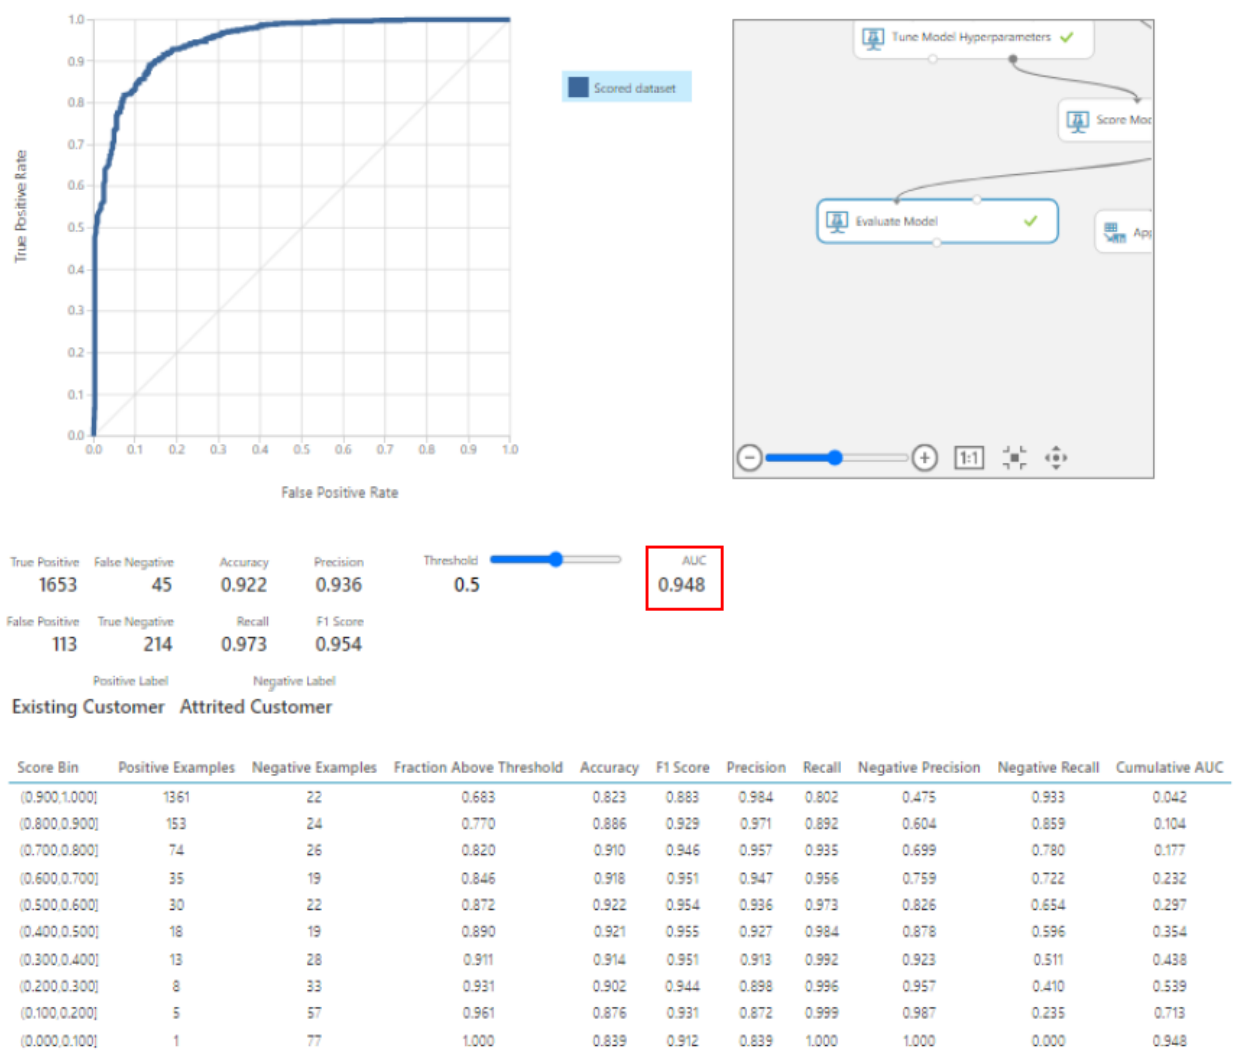 1.0
0.9
0.8
0.7
0.6
0.5
0.4
0.3
0.2
0.1
0.0
True Positive Rate
0.0 0.1 0.2 0.3 0.4 0.5 0.6 0.7 0.8 0.9 1.0
False Positive Rate
Scored dataset
Tune Model Hyperparameters
Score Moc
Evaluate Model
App
1:1
True Positive False Negative Accuracy Precision Threshold AUC
1653 45 0.922 0.936 0.5 0.948
False Positive True Negative Recall F1 Score
113 214 0.973 0.954
Positive Label Negative Label
Existing Customer Attrited Customer
Score Bin Positive Examples Negative Examples Fraction Above Threshold Accuracy F1 Score Precision Recall Negative Precision Negative Recall Cumulative AUC
(0.900,1.000] 1361 22 0.683 0.823 0.883 0.984 0.802 0.475 0.933 0.042
(0.800,0.900] 153 24 0.770 0.886 0.929 0.971 0.892 0.604 0.859 0.104
(0.700,0.800] 74 26 0.820 0.910 0.946 0.957 0.935 0.699 0.780 0.177
(0.600,0.700] 35 19 0.846 0.918 0.951 0.947 0.956 0.759 0.722 0.232
(0.500,0.600] 30 22 0.872 0.922 0.954 0.936 0.973 0.826 0.654 0.297
(0.400,0.500] 18 19 0.890 0.921 0.955 0.927 0.984 0.878 0.596 0.354
(0.300,0.400] 13 28 0.911 0.914 0.951 0.913 0.992 0.923 0.511 0.438
(0.200,0.300] 8 33 0.931 0.902 0.944 0.898 0.996 0.957 0.410 0.539
(0.100,0.200] 5 57 0.961 0.876 0.931 0.872 0.999 0.987 0.235 0.713
(0.000,0.100] 1 77 1.000 0.839 0.912 0.839 1.000 1.000 0.000 0.948